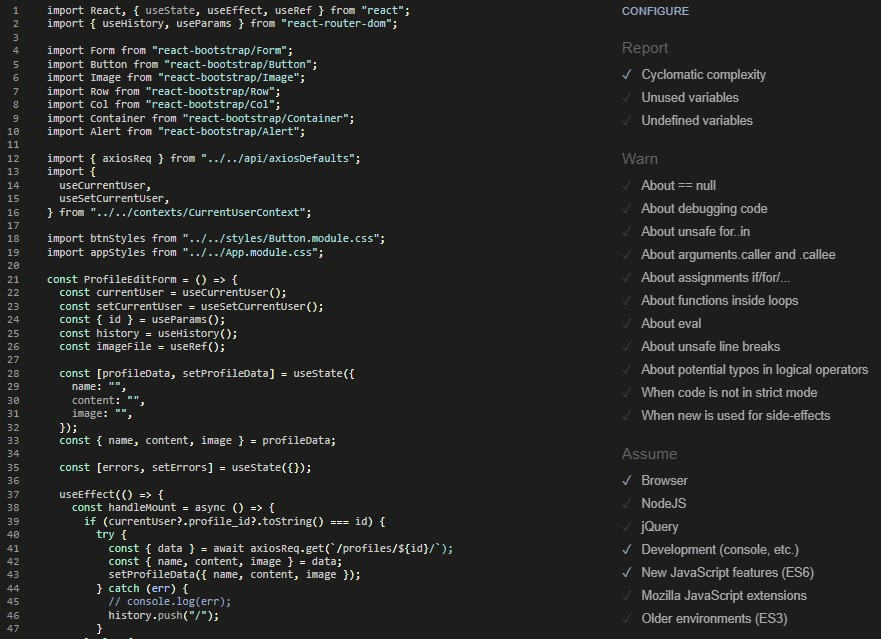 1 import React, { useState, useEffect, useRef } from "react";
2 import { useHistory, useParams } from "react-router-dom";
3
4 import Form from "react-bootstrap/Form";
5 import Button from "react-bootstrap/Button";
6 import Image from "react-bootstrap/Image";
7 import Row from "react-bootstrap/Row";
8 import Col from "react-bootstrap/Col";
9 import Container from "react-bootstrap/Container";
10 import Alert from "react-bootstrap/Alert";
11
12 import { axiosReq } from "../../api/axiosDefaults";
13 import {
14 useCurrentUser,
15 useSetCurrentUser,
16 } from "../../contexts/CurrentUserContext";
17
18 import btnStyles from "../../styles/Button.module.css";
19 import appStyles from "../../App.module.css";
20
21 const ProfileEditForm = () => {
22 const currentUser = useCurrentUser();
23 const setCurrentUser = useSetCurrentUser();
24 const { id } = useParams();
25 const history = useHistory();
26 const imageFile = useRef();
27
28 const [profileData, setProfileData] = useState({
29 name: "",
30 content: "",
31 image: "",
32 });
33 const { name, content, image } = profileData;
34
35 const [errors, setErrors] = useState({});
36
37 useEffect(() => {
38 const handleMount = async () => {
39 if (currentUser?.profile_id?.toString() === id) {
40 try {
41 const { data } = await axiosReq.get(`/profiles/${id}/`);
42 const { name, content, image } = data;
43 setProfileData({ name, content, image });
44 } catch (err) {
45 // console.log(err);
46 history.push("/");
47 }
CONFIGURE
Report
✓ Cyclomatic complexity
✓ Unused variables
✓ Undefined variables
Warn
✓ About == null
✓ About debugging code
✓ About unsafe for..in
✓ About arguments.caller and .callee
✓ About assignments if/for/...
✓ About functions inside loops
✓ About eval
✓ About unsafe line breaks
✓ About potential typos in logical operators
✓ When code is not in strict mode
✓ When new is used for side-effects
Assume
✓ Browser
✓ NodeJS
✓ jQuery
✓ Development (console, etc.)
✓ New JavaScript features (ES6)
✓ Mozilla JavaScript extensions
✓ Older environments (ES3)